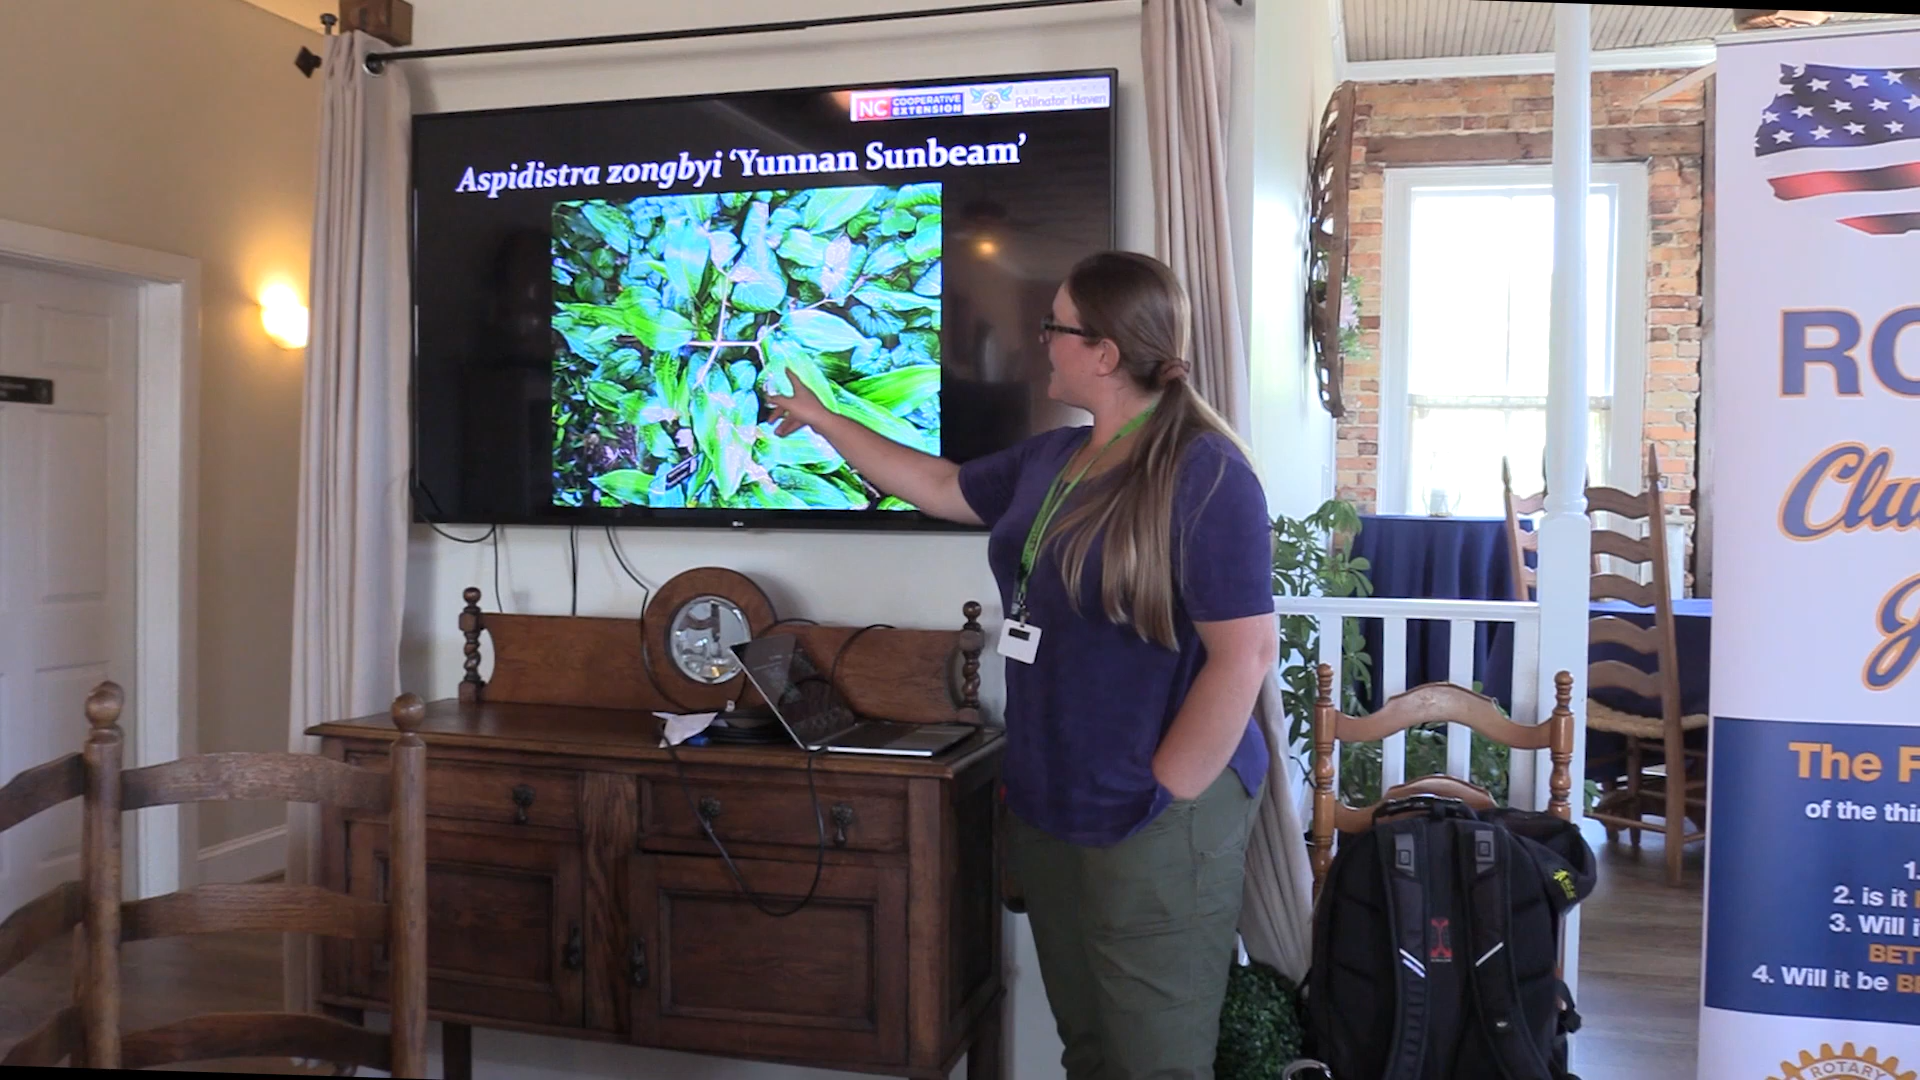 NC COOPERATIVE
EXTENSION
Pollinator Haven
Aspidistra zongbyi ‘Yunnan Sunbeam’
LG
RO
Clu
J
The F
of the thi
1.
2. is it
3. Will i
BET
4. Will it be B
ROTARY